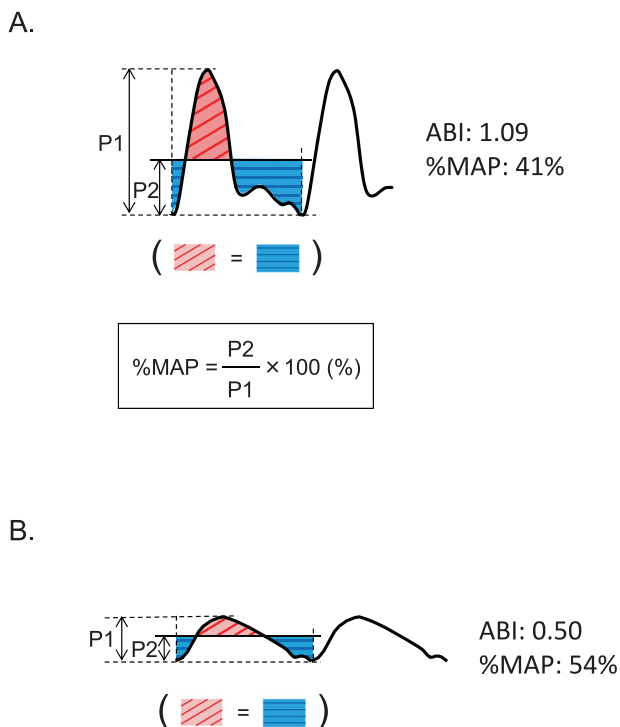 A.
P1
P2
ABI: 1.09
%MAP: 41%
( = )
%MAP = P2/P1 × 100 (%)
B.
P1
P2
ABI: 0.50
%MAP: 54%
( = )